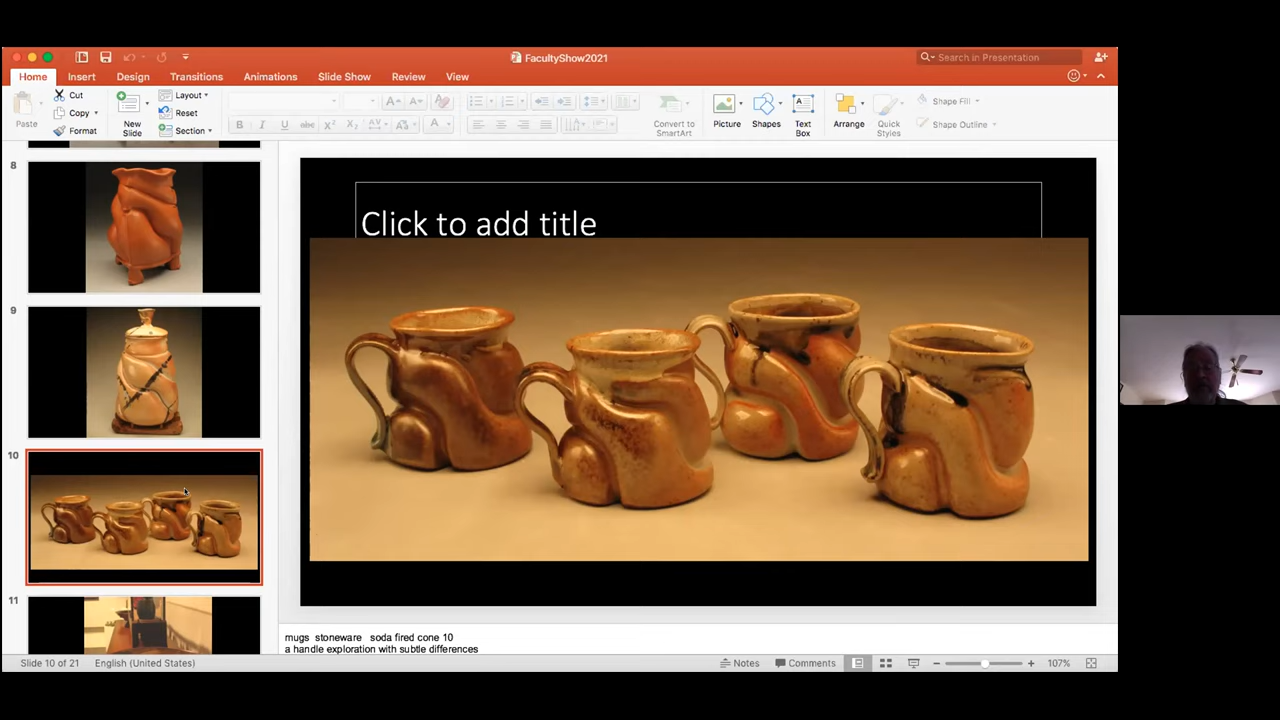 FacultyShow2021
Search in Presentation
Home Insert Design Transitions Animations Slide Show Review View
Paste
Cut
Copy
Format
New Slide
Layout
Reset
Section
B I U abc X² X₂ A
Convert to SmartArt
Picture
Shapes
Text Box
Arrange
Quick Styles
Shape Fill
Shape Outline
8
9
10
11
Click to add title
mugs stoneware soda fired cone 10
a handle exploration with subtle differences
Slide 10 of 21 English (United States) Notes Comments 107%